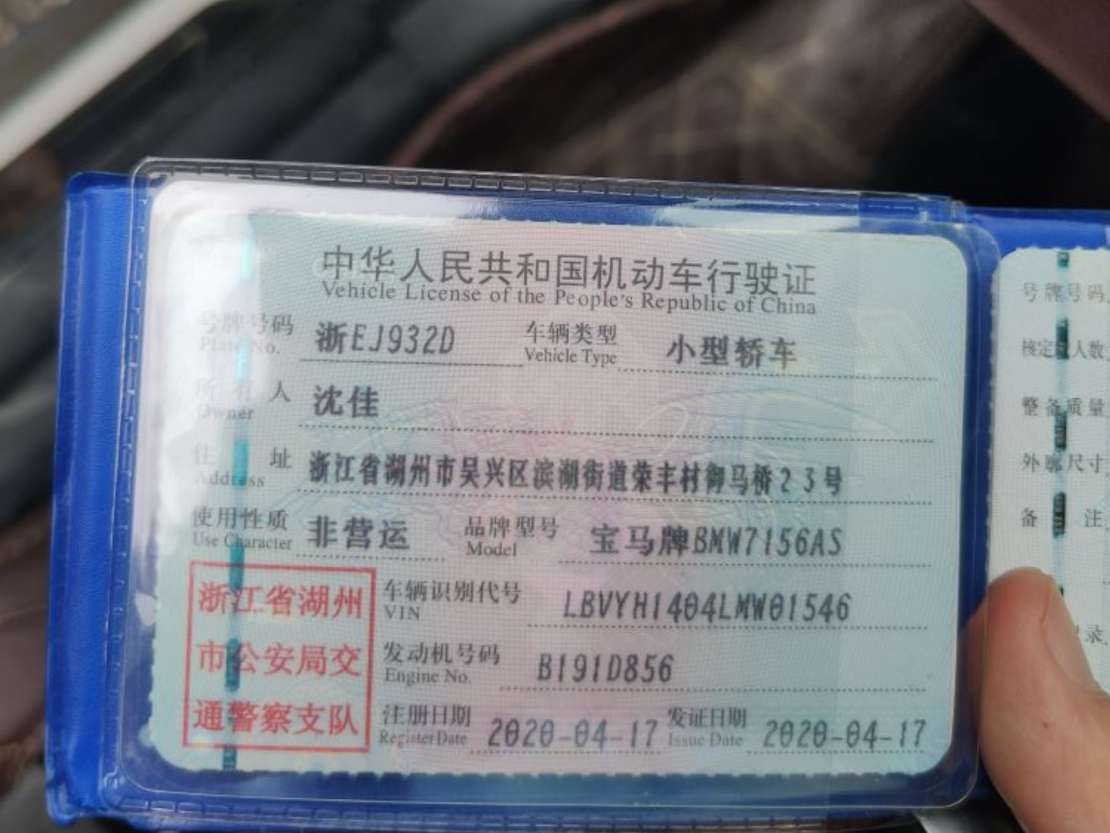 中华人民共和国机动车行驶证
Vehicle License of the People's Republic of China
号牌号码 浙EJ932D 车辆类型 小型轿车
Plate No. Vehicle Type
所有人 沈佳
Owner
住址 浙江省湖州市吴兴区滨湖街道荣丰村御马桥23号
Address
使用性质 非营运 品牌型号 宝马牌BMW7156AS
Use Character Model
浙江省湖州
市公安局交
通警察支队
车辆识别代号 LBVYH1404LMW01546
VIN
发动机号码 B191D856
Engine No.
注册日期 2020-04-17 发证日期 2020-04-17
Register Date Issue Date
号牌号码
核定 人数
整备质量
外廓尺寸
备注
录